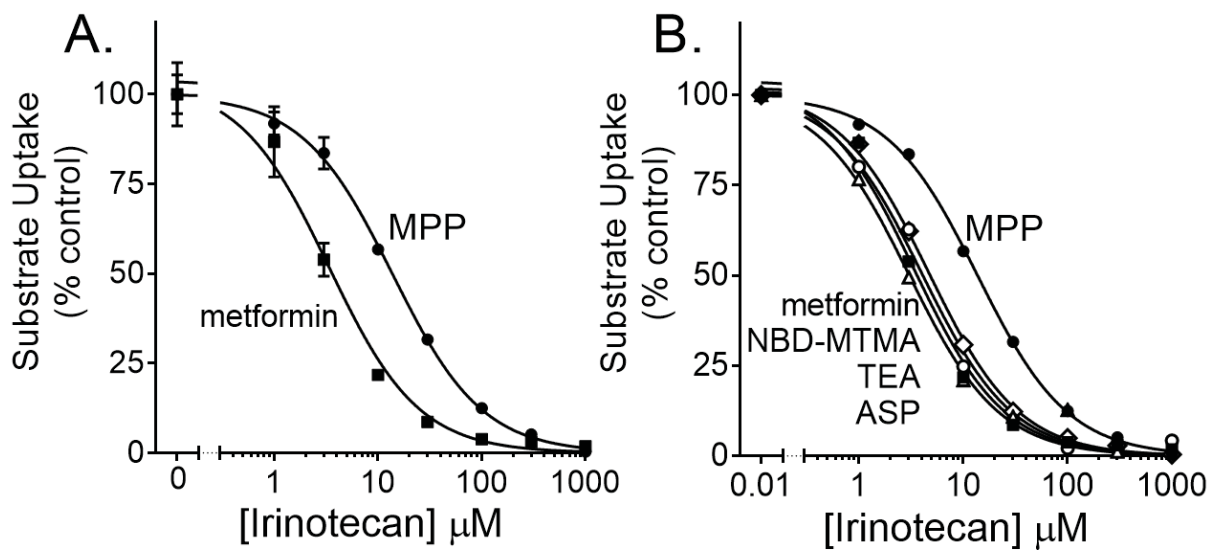 A.
Substrate Uptake
(% control)
100
75
50
25
0
MPP
metformin
0 1 10 100 1000
[Irinotecan] μM
B.
Substrate Uptake
(% control)
100
75
50
25
0
MPP
metformin
NBD-MTMA
TEA
ASP
0.01 1 10 100 1000
[Irinotecan] μM